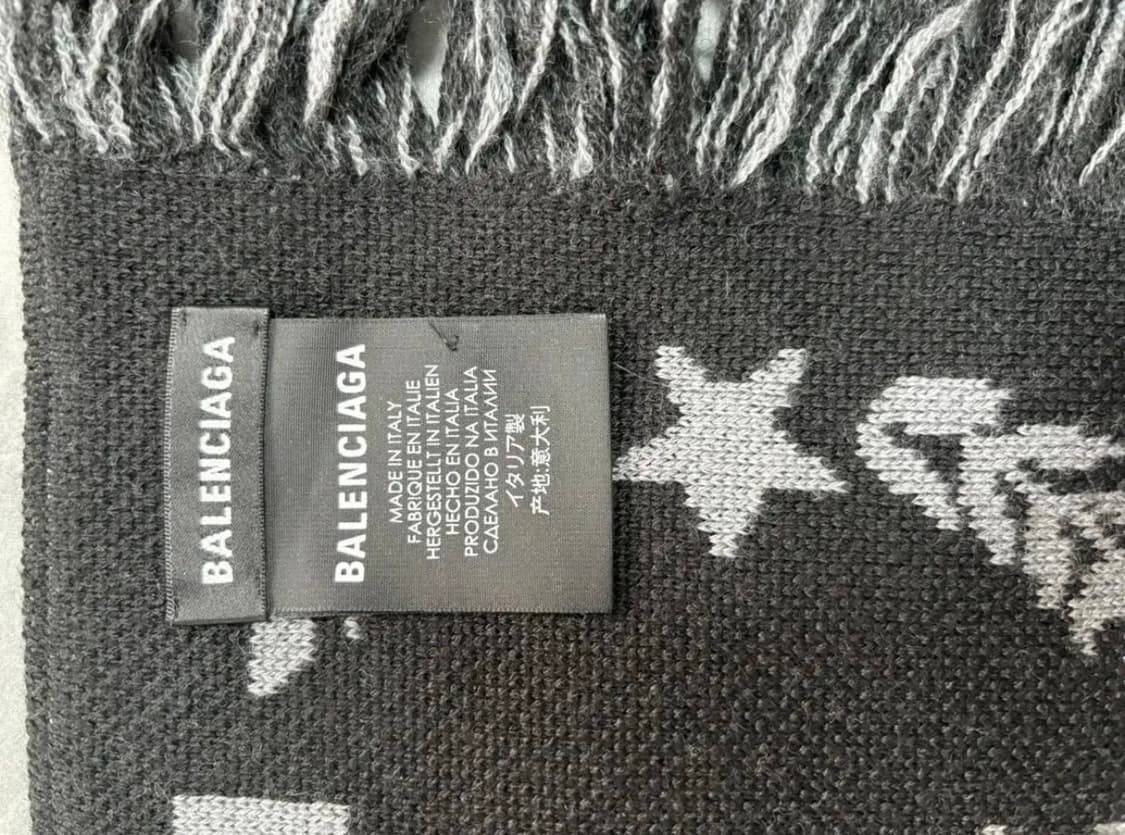 BALENCIAGA
BALENCIAGA
MADE IN ITALY
FABRIQUE EN ITALIE
HERGESTELLT IN ITALIEN
HECHO EN ITALIA
PRODUZIDO NA ITALIA
СДЕЛАНО В ИТАЛИИ
イタリア製
产地:意大利